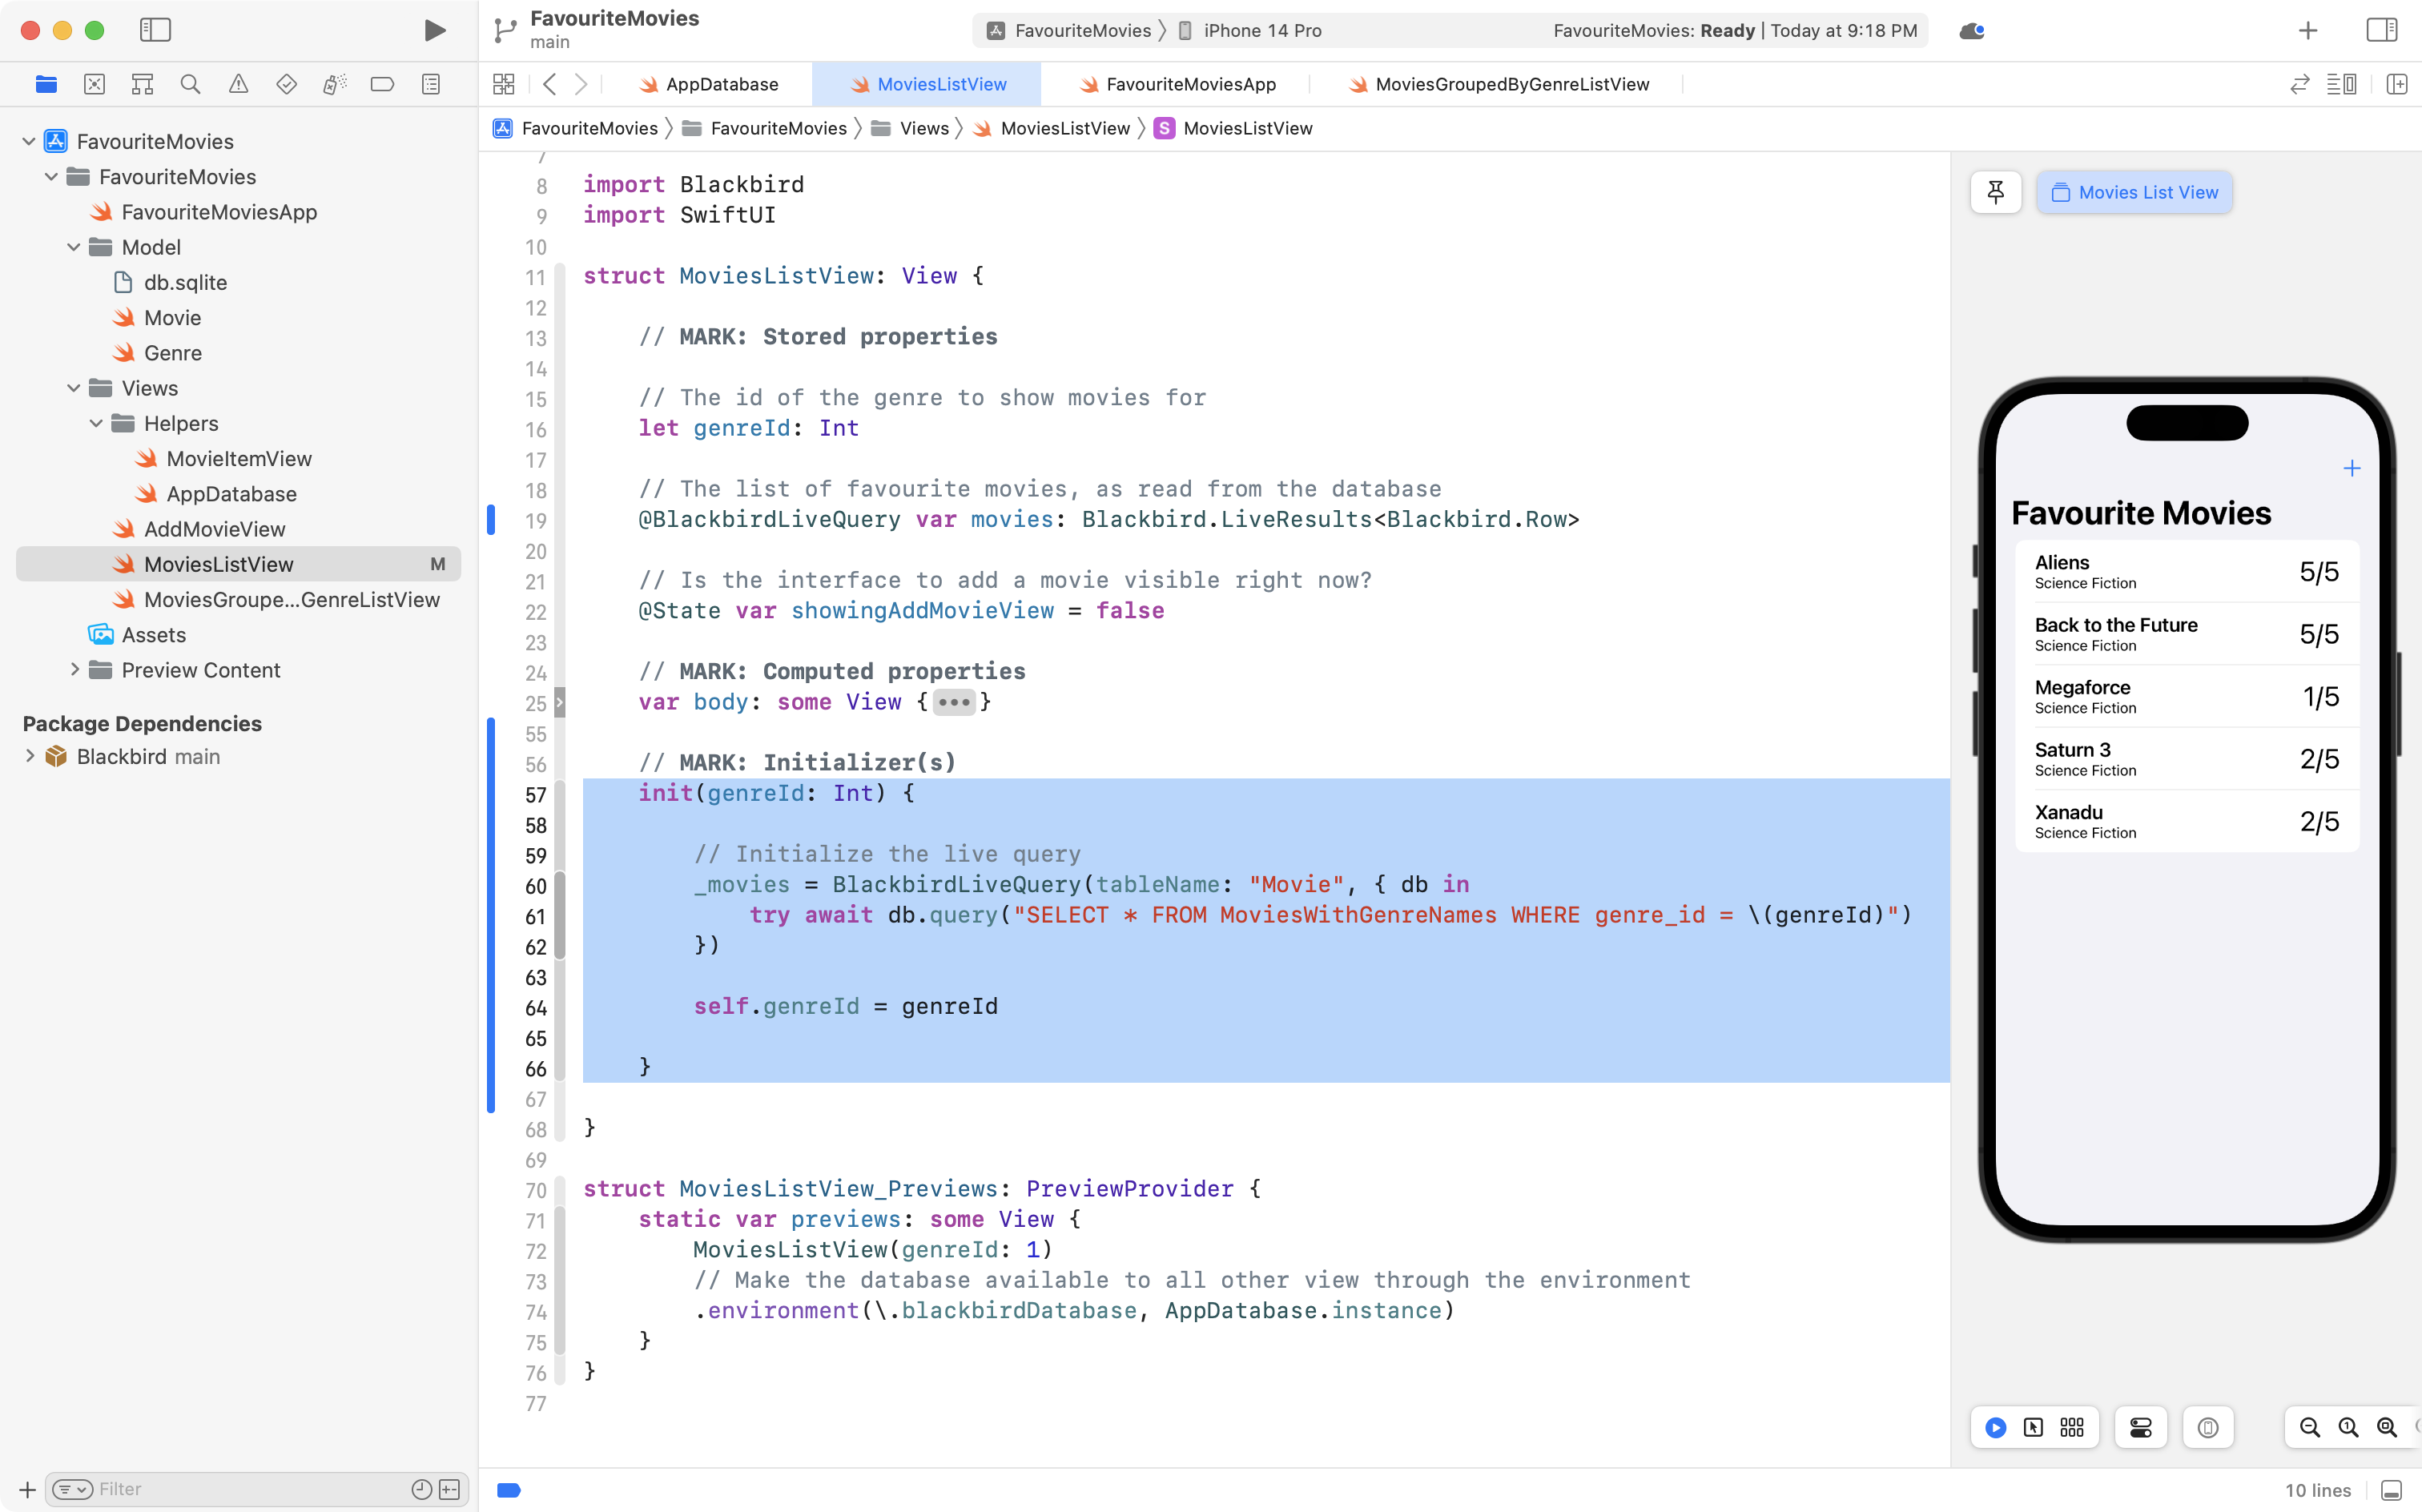 FavouriteMovies
main
FavouriteMovies iPhone 14 Pro
FavouriteMovies: Ready | Today at 9:18 PM
AppDatabase
MoviesListView
FavouriteMoviesApp
MoviesGroupedByGenreListView
FavouriteMovies FavouriteMovies Views MoviesListView S MoviesListView
FavouriteMovies
FavouriteMovies
FavouriteMoviesApp
Model
db.sqlite
Movie
Genre
Views
Helpers
MovieItemView
AppDatabase
AddMovieView
MoviesListView M
MoviesGroupe...GenreListView
Assets
Preview Content
Package Dependencies
Blackbird main
Filter
7
8 import Blackbird
9 import SwiftUI
10
11 struct MoviesListView: View {
12
13 // MARK: Stored properties
14
15 // The id of the genre to show movies for
16 let genreId: Int
17
18 // The list of favourite movies, as read from the database
19 @BlackbirdLiveQuery var movies: Blackbird.LiveResults<Blackbird.Row>
20
21 // Is the interface to add a movie visible right now?
22 @State var showingAddMovieView = false
23
24 // MARK: Computed properties
25 var body: some View {•••}
55
56 // MARK: Initializer(s)
57 init(genreId: Int) {
58
59 // Initialize the live query
60 _movies = BlackbirdLiveQuery(tableName: "Movie", { db in
61 try await db.query("SELECT * FROM MoviesWithGenreNames WHERE genre_id = \(genreId)")
62 })
63
64 self.genreId = genreId
65
66 }
67
68 }
69
70 struct MoviesListView_Previews: PreviewProvider {
71 static var previews: some View {
72 MoviesListView(genreId: 1)
73 // Make the database available to all other view through the environment
74 .environment(\.blackbirdDatabase, AppDatabase.instance)
75 }
76 }
77
Movies List View
Favourite Movies
Aliens
Science Fiction
5/5
Back to the Future
Science Fiction
5/5
Megaforce
Science Fiction
1/5
Saturn 3
Science Fiction
2/5
Xanadu
Science Fiction
2/5
10 lines